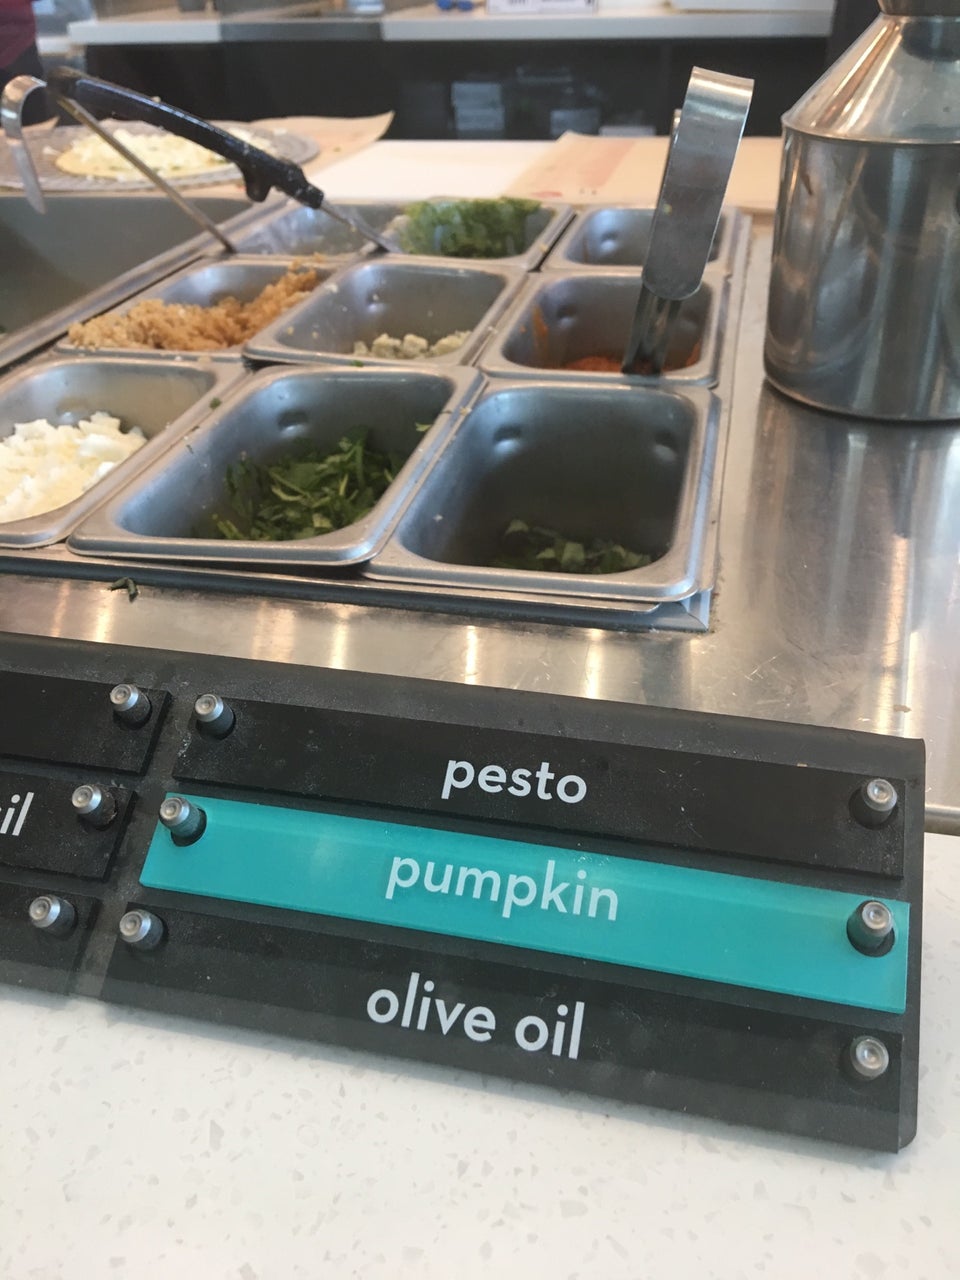 pesto
pumpkin
olive oil